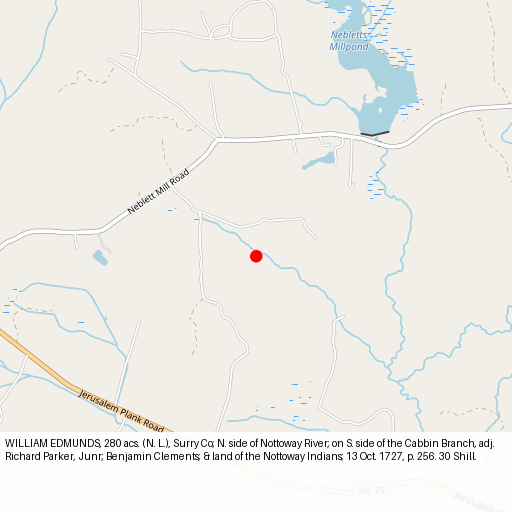 Nebletts
Millpond
Neblett Mill Road
Jerusalem Plank Road
WILLIAM EDMUNDS, 280 acs. (N. L.), Surry Co; N. side of Nottoway River; on S. side of the Cabbin Branch, adj.
Richard Parker, Junr; Benjamin Clements; & land of the Nottoway Indians; 13 Oct. 1727, p. 256. 30 Shill.
VA 35
Jerusalem